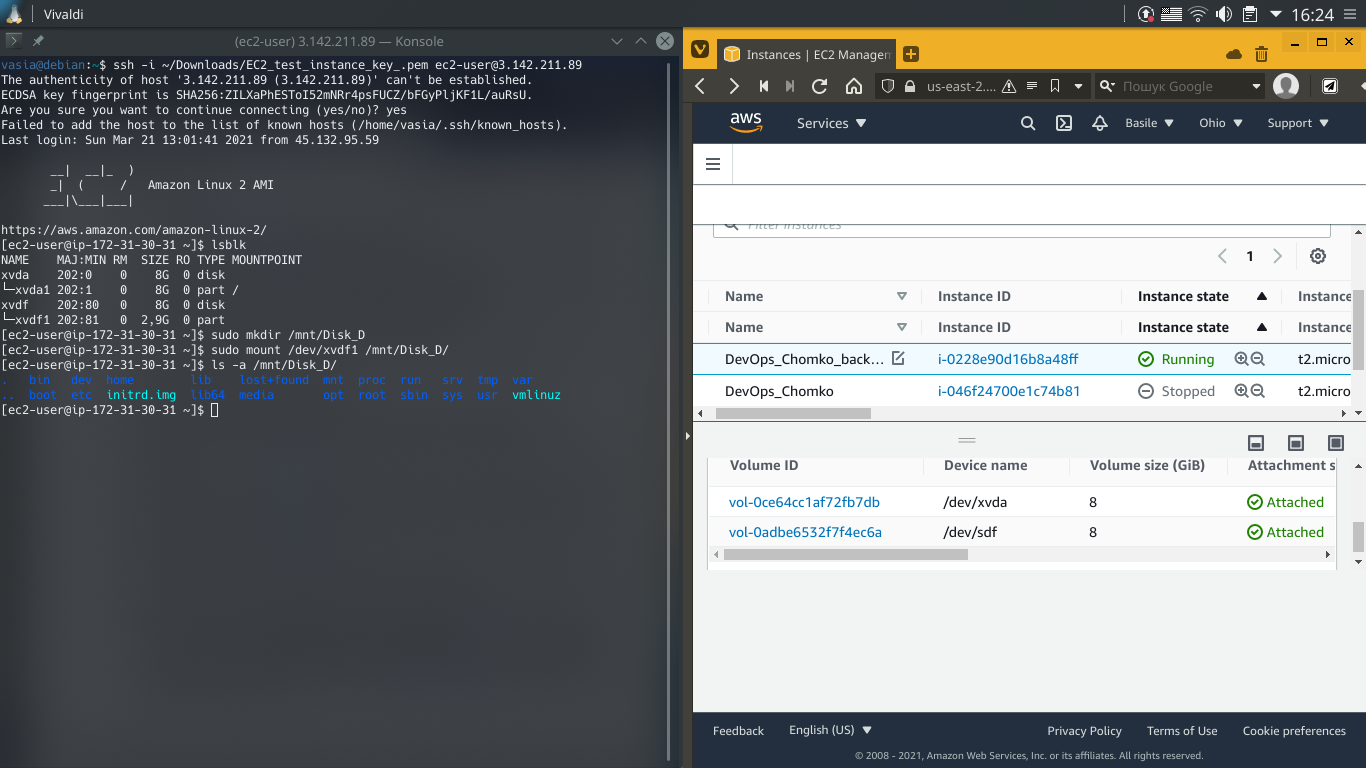 Vivaldi
16:24
(ec2-user) 3.142.211.89 — Konsole
vasia@debian:~$ ssh -i ~/Downloads/EC2_test_instance_key_.pem ec2-user@3.142.211.89
The authenticity of host '3.142.211.89 (3.142.211.89)' can't be established.
ECDSA key fingerprint is SHA256:ZILXaPhESToI52mNRr4psFUCZ/bFGyPljKF1L/auRsU.
Are you sure you want to continue connecting (yes/no)? yes
Failed to add the host to the list of known hosts (/home/vasia/.ssh/known_hosts).
Last login: Sun Mar 21 13:01:41 2021 from 45.132.95.59
__|  __|_  )
_|  (     /   Amazon Linux 2 AMI
___|\___|___|
https://aws.amazon.com/amazon-linux-2/
[ec2-user@ip-172-31-30-31 ~]$ lsblk
NAME    MAJ:MIN RM  SIZE RO TYPE MOUNTPOINT
xvda    202:0    0    8G  0 disk
└─xvda1 202:1    0    8G  0 part /
xvdf    202:80   0    8G  0 disk
└─xvdf1 202:81   0  2,9G  0 part
[ec2-user@ip-172-31-30-31 ~]$ sudo mkdir /mnt/Disk_D
[ec2-user@ip-172-31-30-31 ~]$ sudo mount /dev/xvdf1 /mnt/Disk_D/
[ec2-user@ip-172-31-30-31 ~]$ ls -a /mnt/Disk_D/
.   bin   dev  home        lib    lost+found  mnt  proc  run   srv  tmp  var
..  boot  etc  initrd.img  lib64  media       opt  root  sbin  sys  usr  vmlinuz
[ec2-user@ip-172-31-30-31 ~]$
Instances | EC2 Manager
us-east-2....
Пошук Google
aws Services Basile Ohio Support
Filter instances
1
Name Instance ID Instance state Instance
Name Instance ID Instance state Instance
DevOps_Chomko_back... i-0228e90d16b8a48ff Running t2.micro
DevOps_Chomko i-046f24700e1c74b81 Stopped t2.micro
Volume ID Device name Volume size (GiB) Attachment s
vol-0ce64cc1af72fb7db /dev/xvda 8 Attached
vol-0adbe6532f7f4ec6a /dev/sdf 8 Attached
Feedback English (US) Privacy Policy Terms of Use Cookie preferences
© 2008 - 2021, Amazon Web Services, Inc. or its affiliates. All rights reserved.